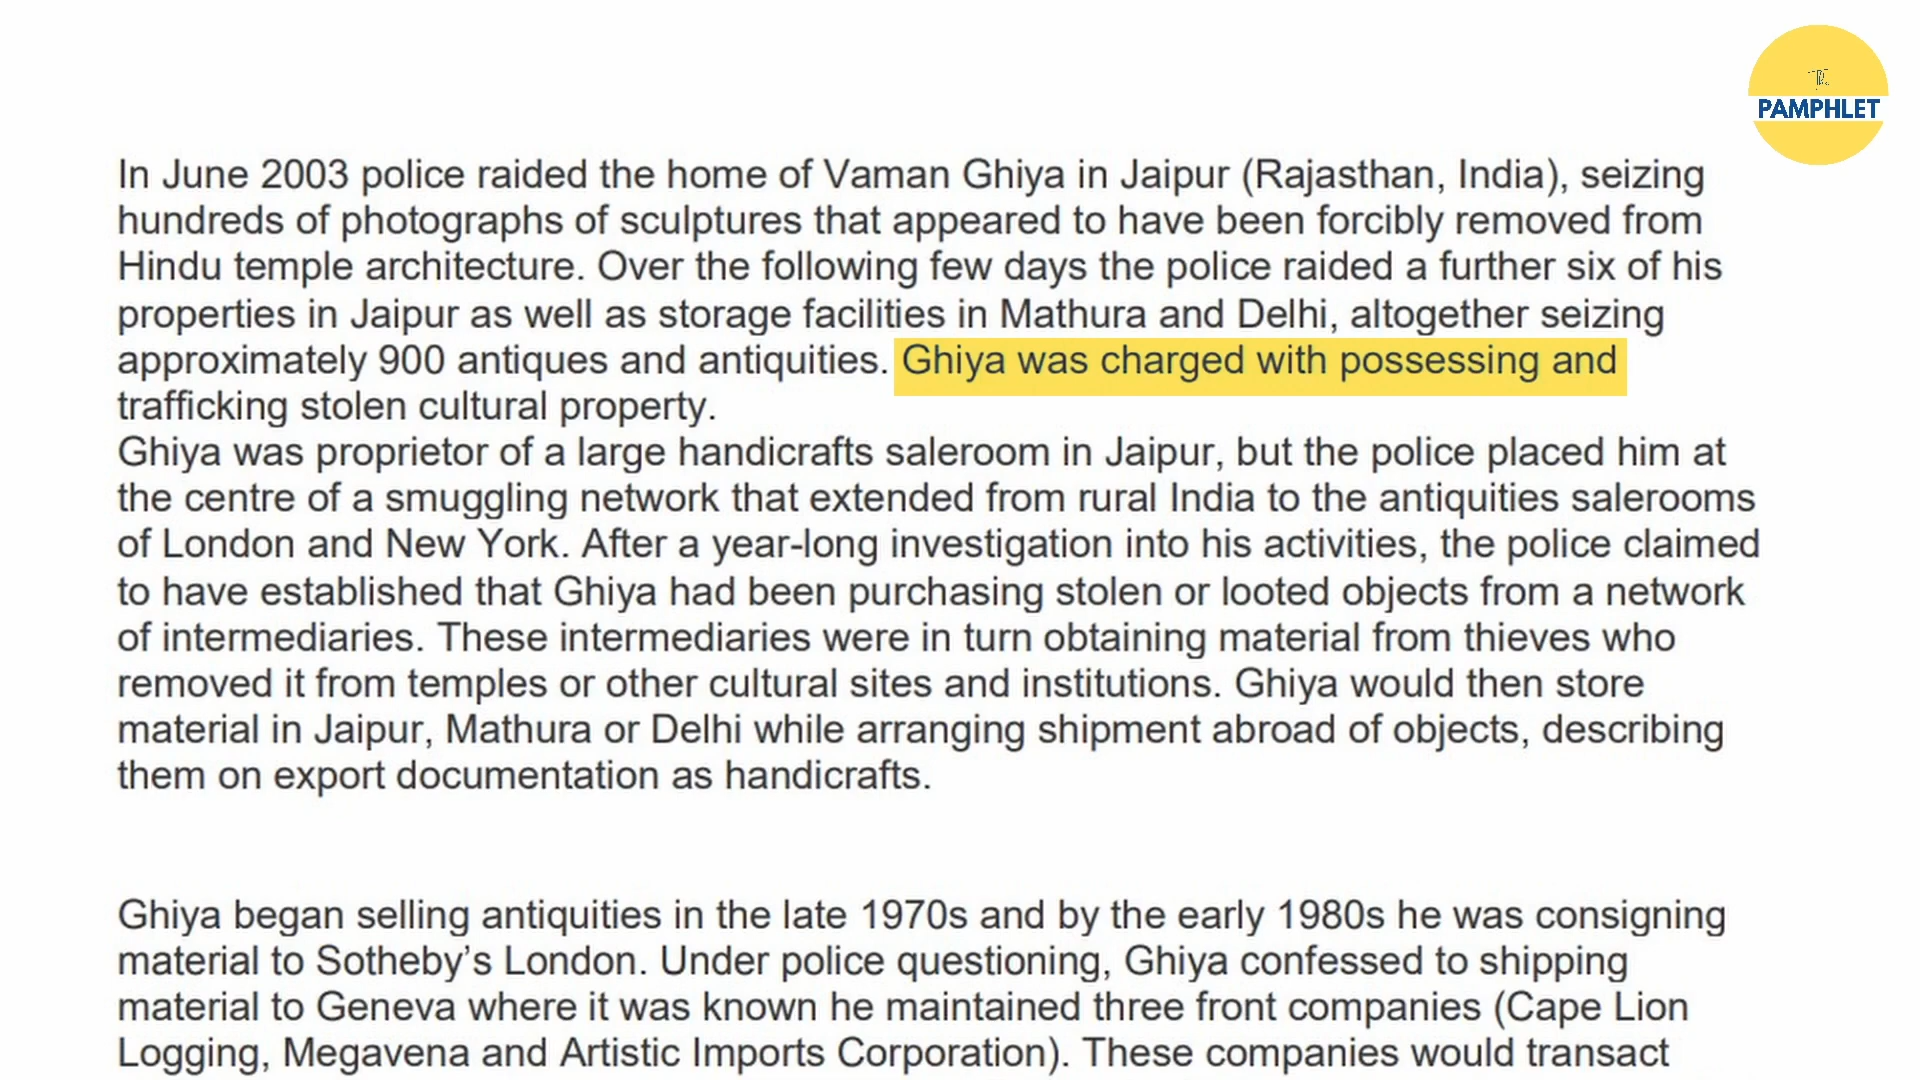 PAMPHLET
In June 2003 police raided the home of Vaman Ghiya in Jaipur (Rajasthan, India), seizing
hundreds of photographs of sculptures that appeared to have been forcibly removed from
Hindu temple architecture. Over the following few days the police raided a further six of his
properties in Jaipur as well as storage facilities in Mathura and Delhi, altogether seizing
approximately 900 antiques and antiquities. Ghiya was charged with possessing and
trafficking stolen cultural property.
Ghiya was proprietor of a large handicrafts saleroom in Jaipur, but the police placed him at
the centre of a smuggling network that extended from rural India to the antiquities salerooms
of London and New York. After a year-long investigation into his activities, the police claimed
to have established that Ghiya had been purchasing stolen or looted objects from a network
of intermediaries. These intermediaries were in turn obtaining material from thieves who
removed it from temples or other cultural sites and institutions. Ghiya would then store
material in Jaipur, Mathura or Delhi while arranging shipment abroad of objects, describing
them on export documentation as handicrafts.
Ghiya began selling antiquities in the late 1970s and by the early 1980s he was consigning
material to Sotheby’s London. Under police questioning, Ghiya confessed to shipping
material to Geneva where it was known he maintained three front companies (Cape Lion
Logging, Megavena and Artistic Imports Corporation). These companies would transact